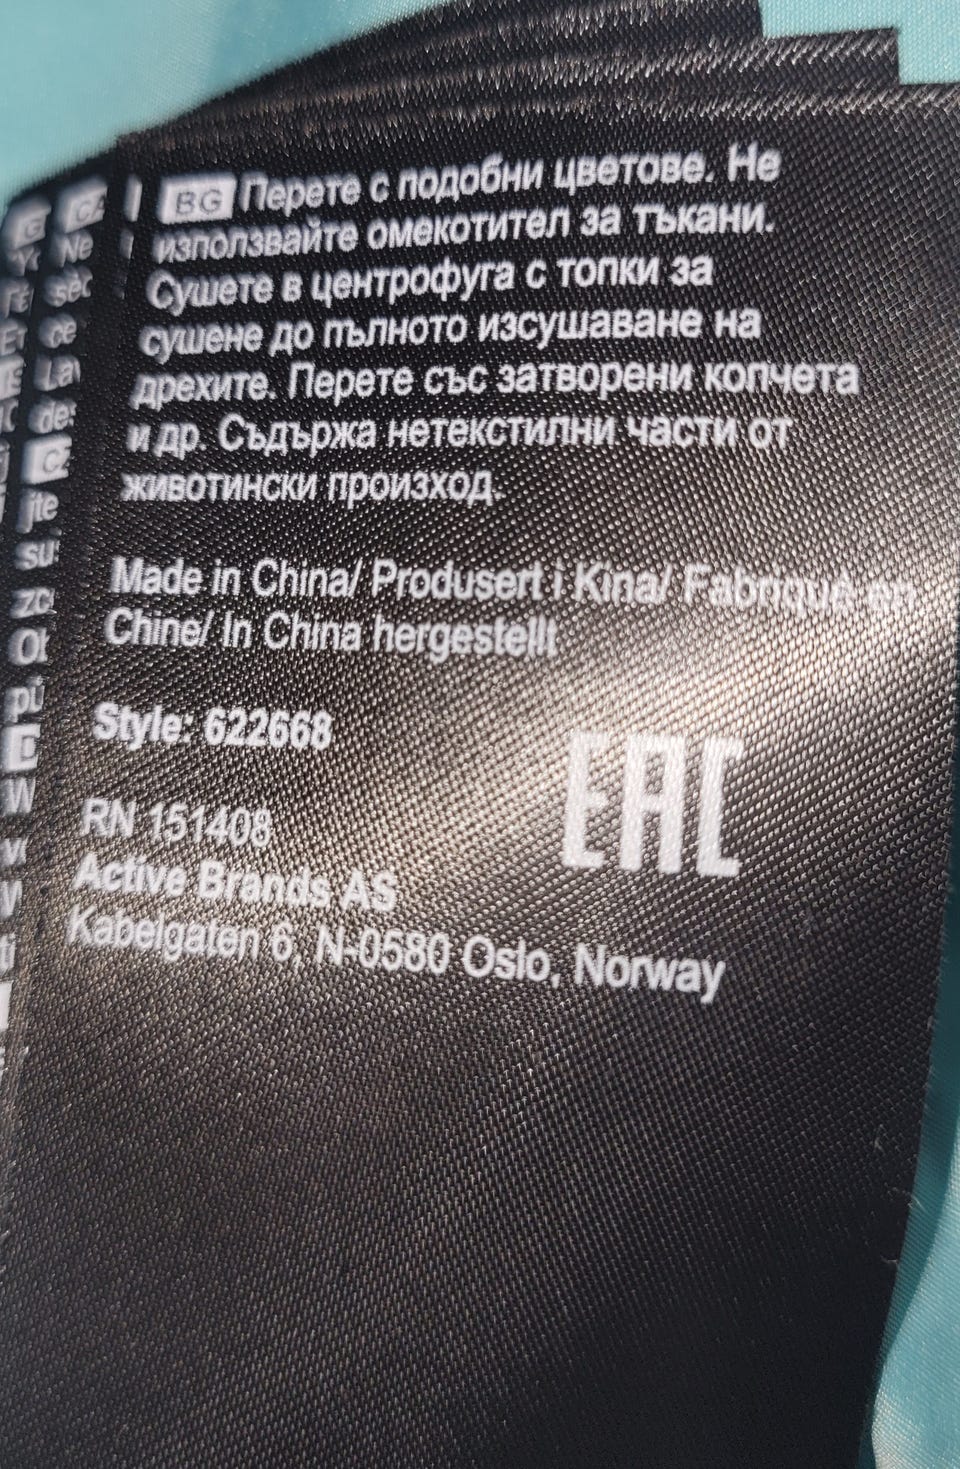 BG Перете с подобни цветове. Не
използвайте омекотител за тъкани.
Сушете в центрофуга с топки за
сушене до пълното изсушаване на
дрехите. Перете със затворени копчета
и др. Съдържа нетекстилни части от
животински произход.
Made in China/ Produsert i Kina/ Fabriqué en
Chine/ In China hergestellt
Style: 622668
EAC
RN 151408
Active Brands AS
Kabelgaten 6, N-0580 Oslo, Norway